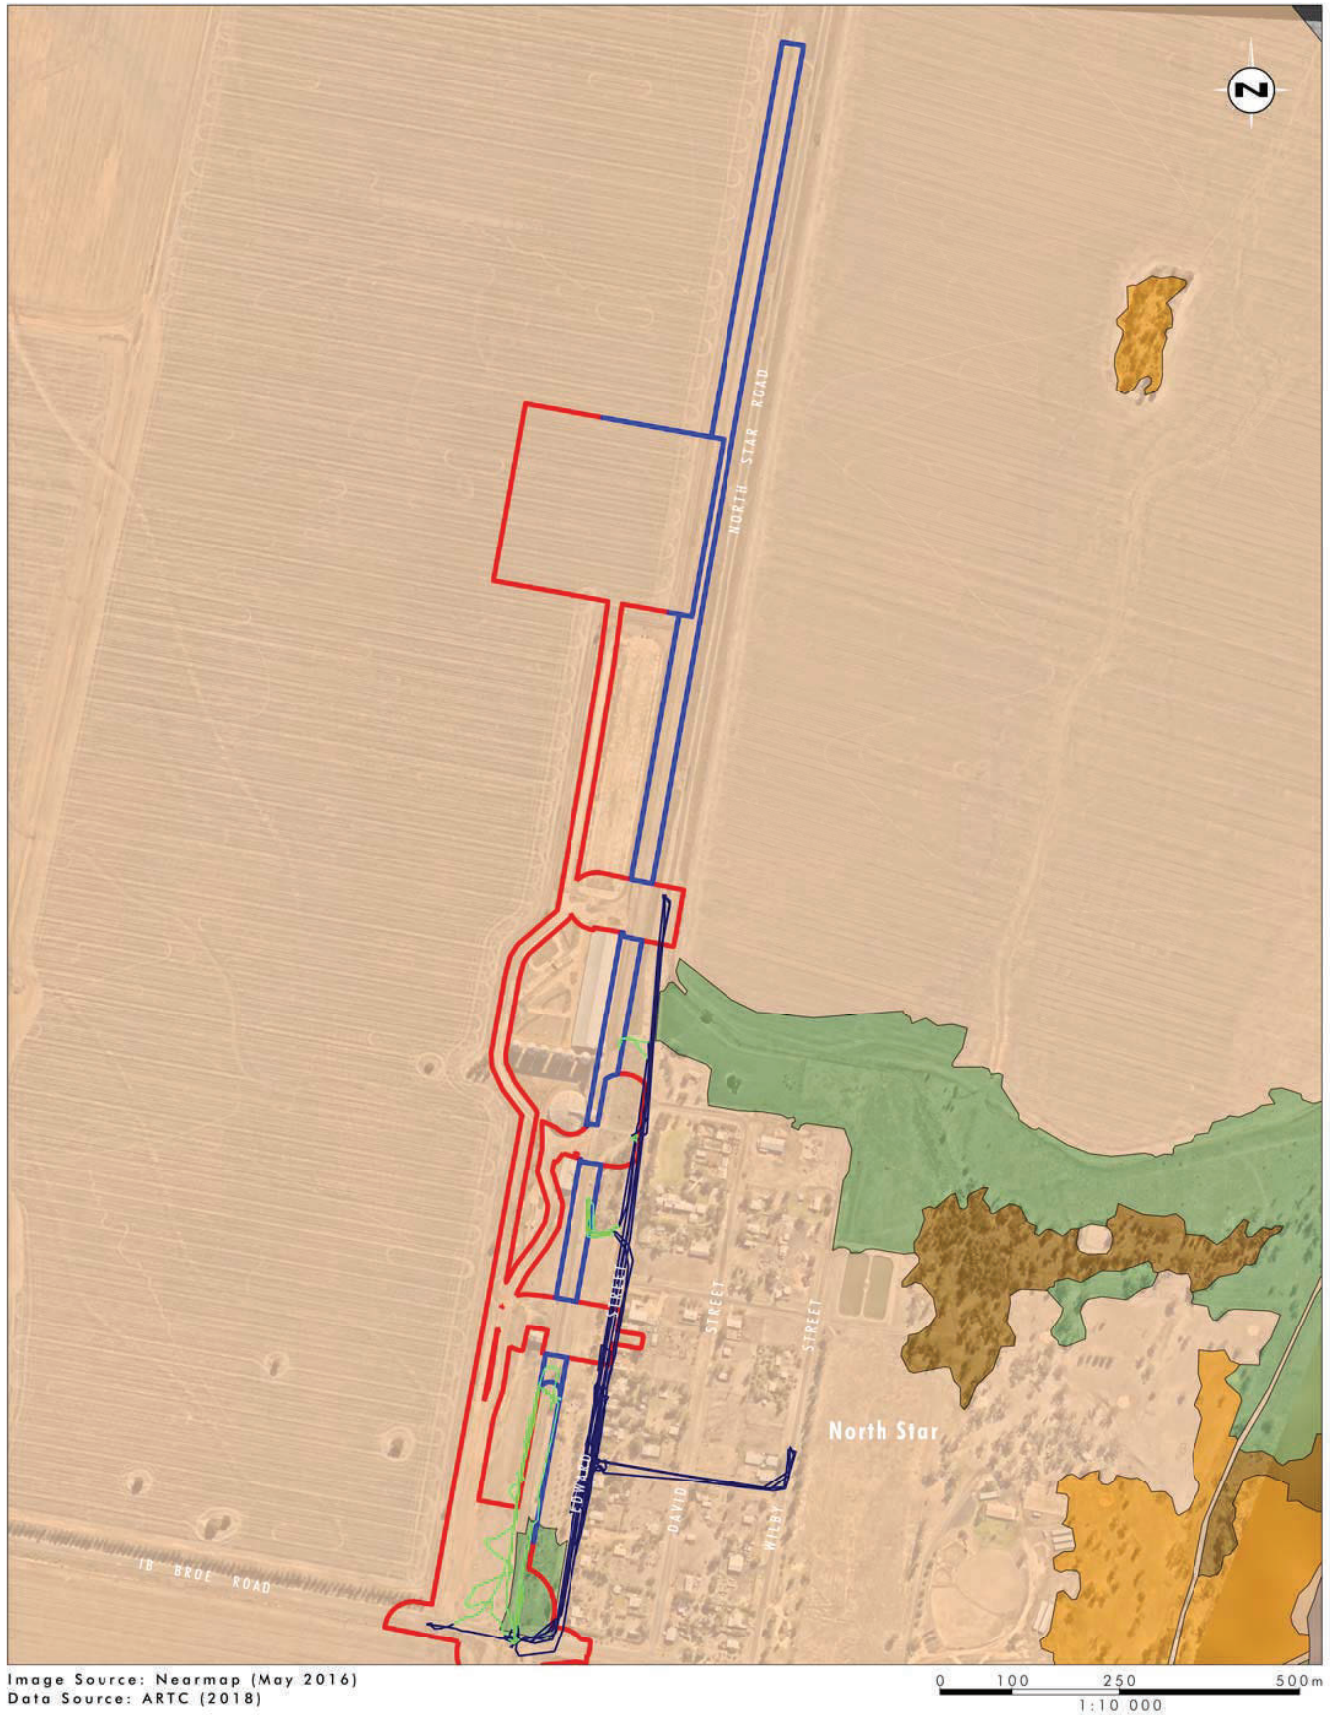 N
NORTH STAR ROAD
STREET
STREET
STREET
North Star
EDWARD
DAVID
WILBY
IB BROE ROAD
Image Source: Nearmap (May 2016)
Data Source: ARTC (2018)
0 100 250 500m
1:10 000